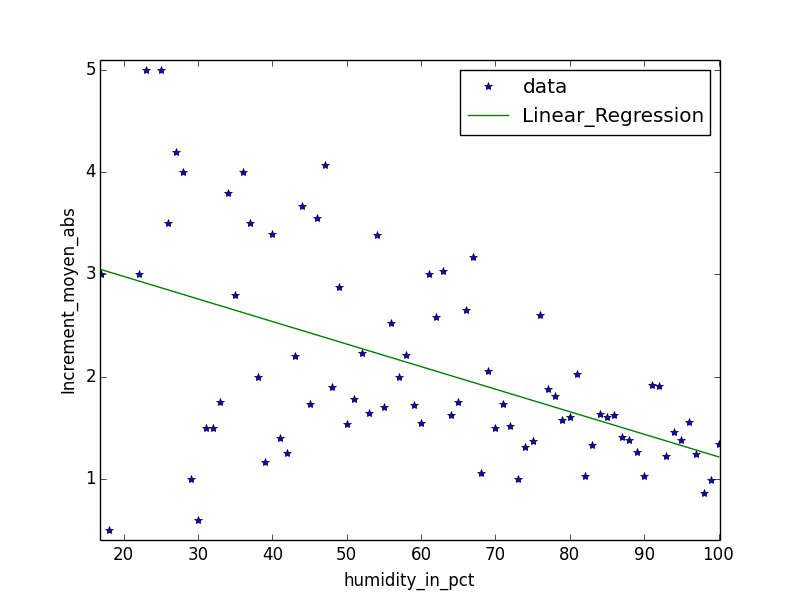 5
4
3
2
1
Increment_moyen_abs
data
Linear_Regression
20 30 40 50 60 70 80 90 100
humidity_in_pct